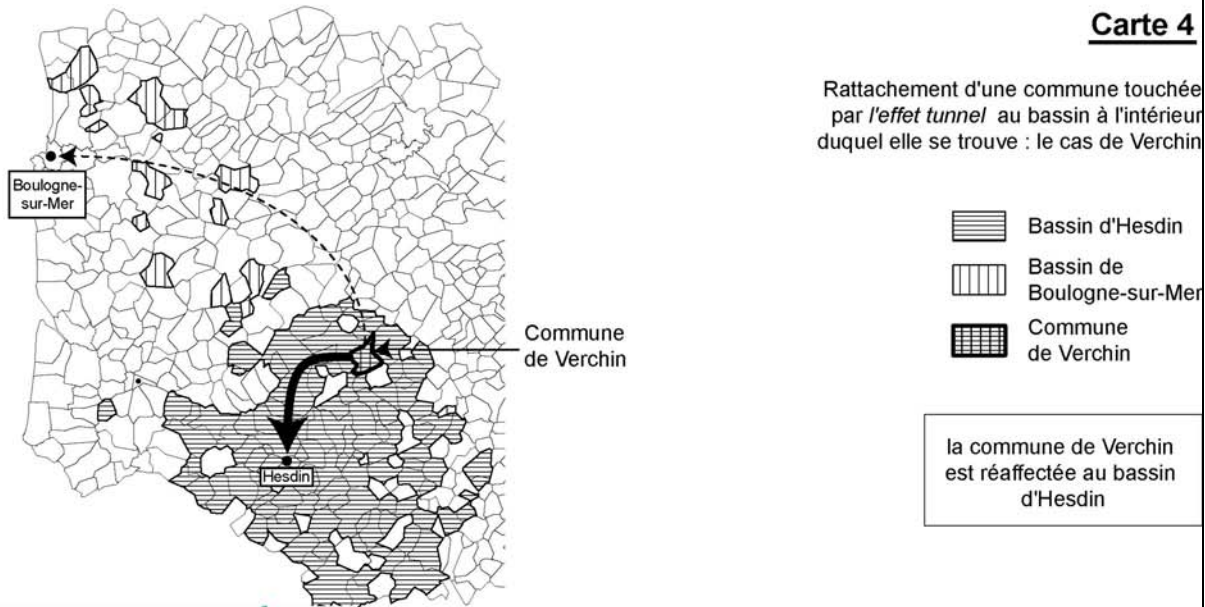 Carte 4
Rattachement d'une commune touchée
par l'effet tunnel au bassin à l'intérieur
duquel elle se trouve : le cas de Verchin
Boulogne-
sur-Mer
Hesdin
Commune
de Verchin
Bassin d'Hesdin
Bassin de
Boulogne-sur-Mer
Commune
de Verchin
la commune de Verchin
est réaffectée au bassin
d'Hesdin